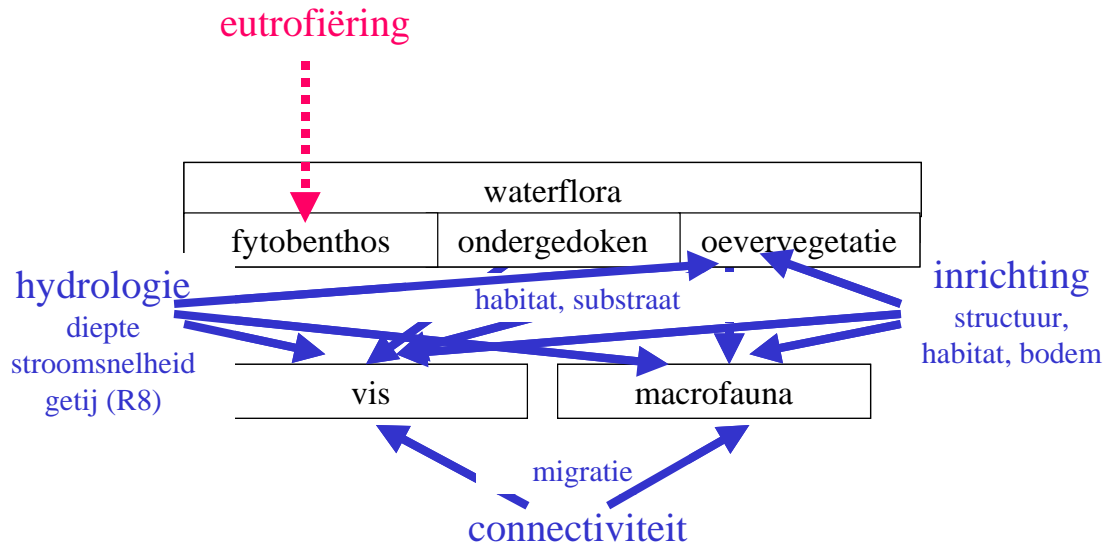 eutrofiëring
waterflora
fytobenthos
ondergedoken
oevervegetatie
hydrologie
diepte
stroomsnelheid
getij (R8)
habitat, substraat
inrichting
structuur,
habitat, bodem
vis
macrofauna
migratie
connectiviteit